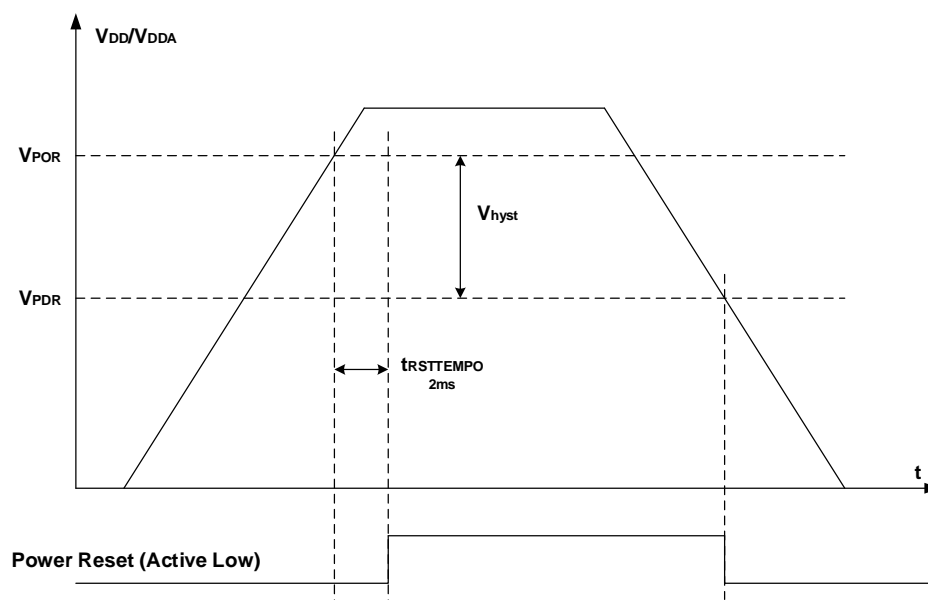 VDD/VDDA
VPOR
Vhyst
VPDR
tRSTTEMPO
2ms
t
Power Reset (Active Low)